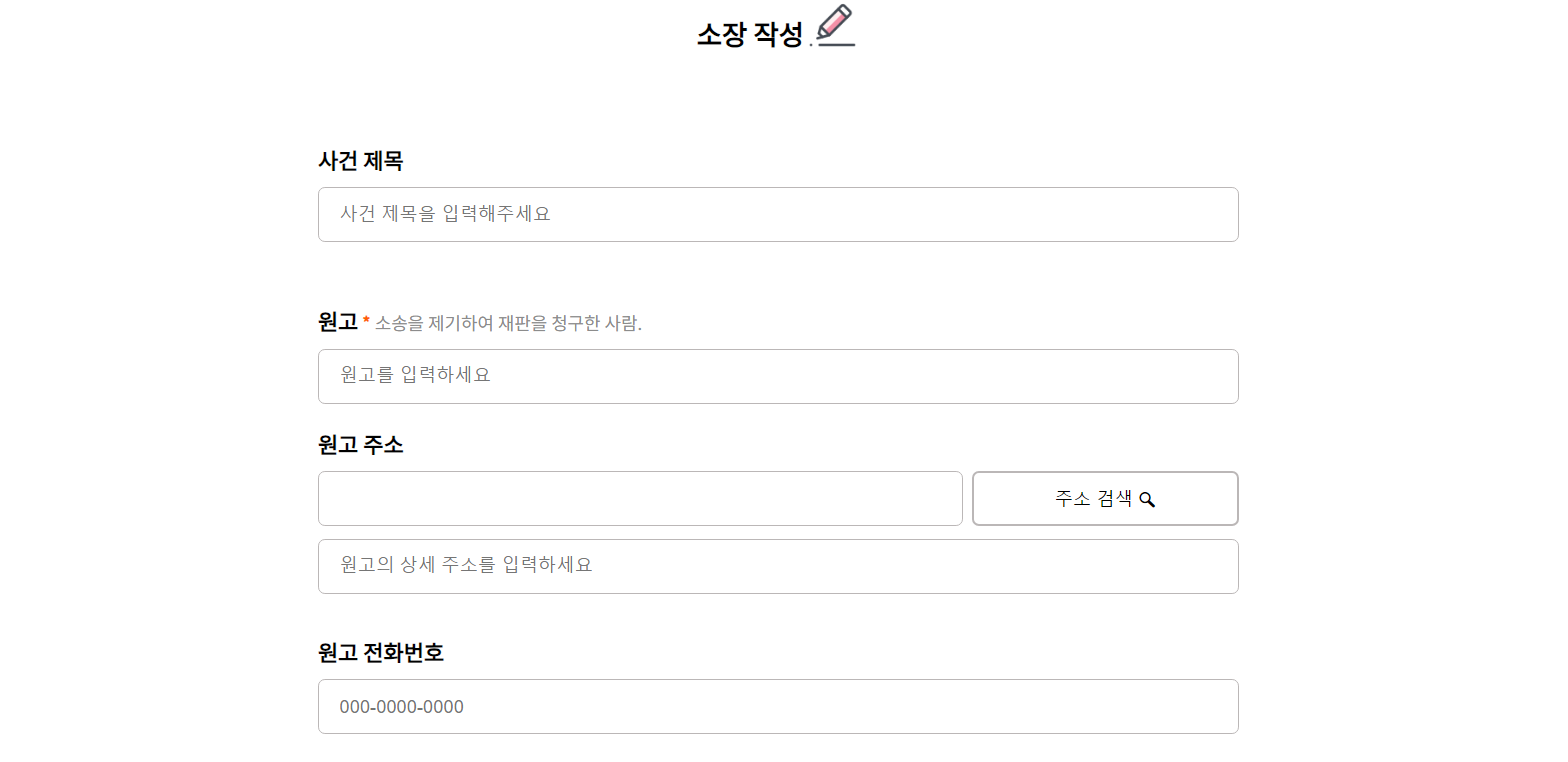 소장 작성
사건 제목
사건 제목을 입력해주세요
원고 * 소송을 제기하여 재판을 청구한 사람.
원고를 입력하세요
원고 주소
주소 검색
원고의 상세 주소를 입력하세요
원고 전화번호
000-0000-0000